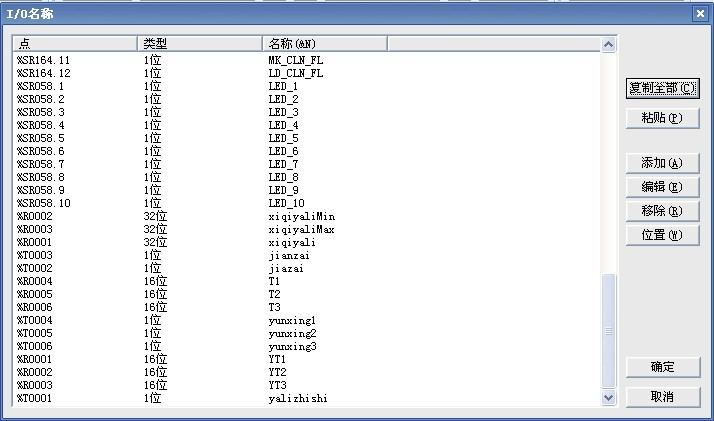 I/O名称
点 类型 名称(&N)
%SR164.11 1位 MK_CLN_FL
%SR164.12 1位 LD_CLN_FL
%SR058.1 1位 LED_1
%SR058.2 1位 LED_2
%SR058.3 1位 LED_3
%SR058.4 1位 LED_4
%SR058.5 1位 LED_5
%SR058.6 1位 LED_6
%SR058.7 1位 LED_7
%SR058.8 1位 LED_8
%SR058.9 1位 LED_9
%SR058.10 1位 LED_10
%R0002 32位 xiqiyaliMin
%R0003 32位 xiqiyaliMax
%R0001 32位 xiqiyali
%T0003 1位 jianzai
%T0002 1位 jiazai
%R0004 16位 T1
%R0005 16位 T2
%R0006 16位 T3
%T0004 1位 yunxing1
%T0005 1位 yunxing2
%T0006 1位 yunxing3
%R0001 16位 YT1
%R0002 16位 YT2
%R0003 16位 YT3
%T0001 1位 yalizhishi
复制全部(C)
粘贴(P)
添加(A)
编辑(E)
移除(R)
位置(W)
确定
取消